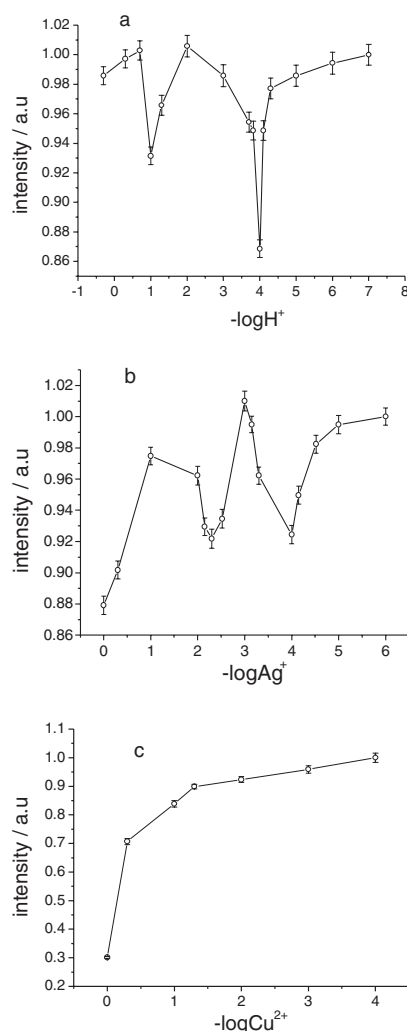 a
1.02
1.00
0.98
0.96
0.94
0.92
0.90
0.88
0.86
intensity / a.u
-1 0 1 2 3 4 5 6 7 8
-logH⁺
b
1.02
1.00
0.98
0.96
0.94
0.92
0.90
0.88
0.86
intensity / a.u
0 1 2 3 4 5 6
-logAg⁺
c
1.1
1.0
0.9
0.8
0.7
0.6
0.5
0.4
0.3
0.2
intensity / a.u
0 1 2 3 4
-logCu²⁺